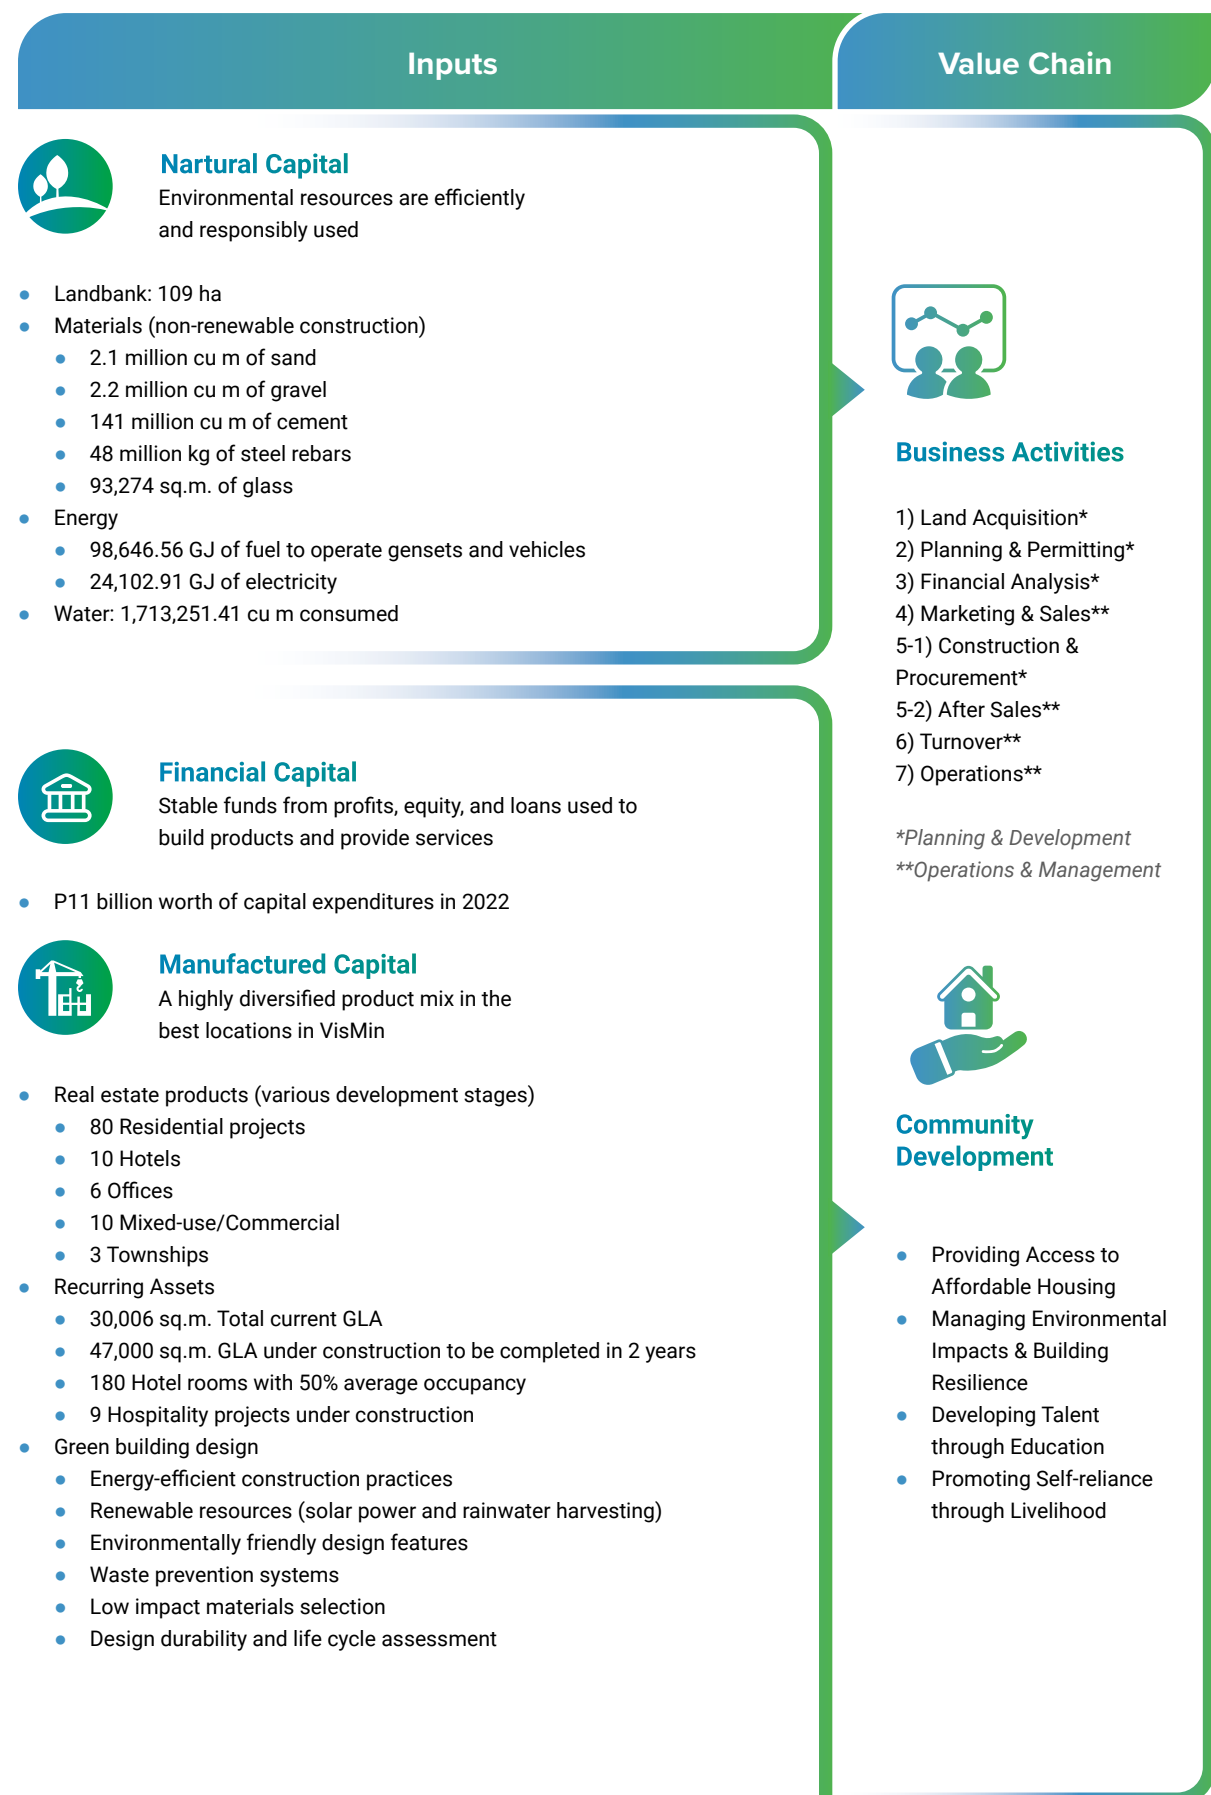 Inputs
Nartural Capital
Environmental resources are efficiently
and responsibly used
Landbank: 109 ha
Materials (non-renewable construction)
2.1 million cu m of sand
2.2 million cu m of gravel
141 million cu m of cement
48 million kg of steel rebars
93,274 sq.m. of glass
Energy
98,646.56 GJ of fuel to operate gensets and vehicles
24,102.91 GJ of electricity
Water: 1,713,251.41 cu m consumed
Financial Capital
Stable funds from profits, equity, and loans used to
build products and provide services
P11 billion worth of capital expenditures in 2022
Manufactured Capital
A highly diversified product mix in the
best locations in VisMin
Real estate products (various development stages)
80 Residential projects
10 Hotels
6 Offices
10 Mixed-use/Commercial
3 Townships
Recurring Assets
30,006 sq.m. Total current GLA
47,000 sq.m. GLA under construction to be completed in 2 years
180 Hotel rooms with 50% average occupancy
9 Hospitality projects under construction
Green building design
Energy-efficient construction practices
Renewable resources (solar power and rainwater harvesting)
Environmentally friendly design features
Waste prevention systems
Low impact materials selection
Design durability and life cycle assessment
Value Chain
Business Activities
1) Land Acquisition*
2) Planning & Permitting*
3) Financial Analysis*
4) Marketing & Sales**
5-1) Construction &
Procurement*
5-2) After Sales**
6) Turnover**
7) Operations**
*Planning & Development
**Operations & Management
Community
Development
Providing Access to
Affordable Housing
Managing Environmental
Impacts & Building
Resilience
Developing Talent
through Education
Promoting Self-reliance
through Livelihood